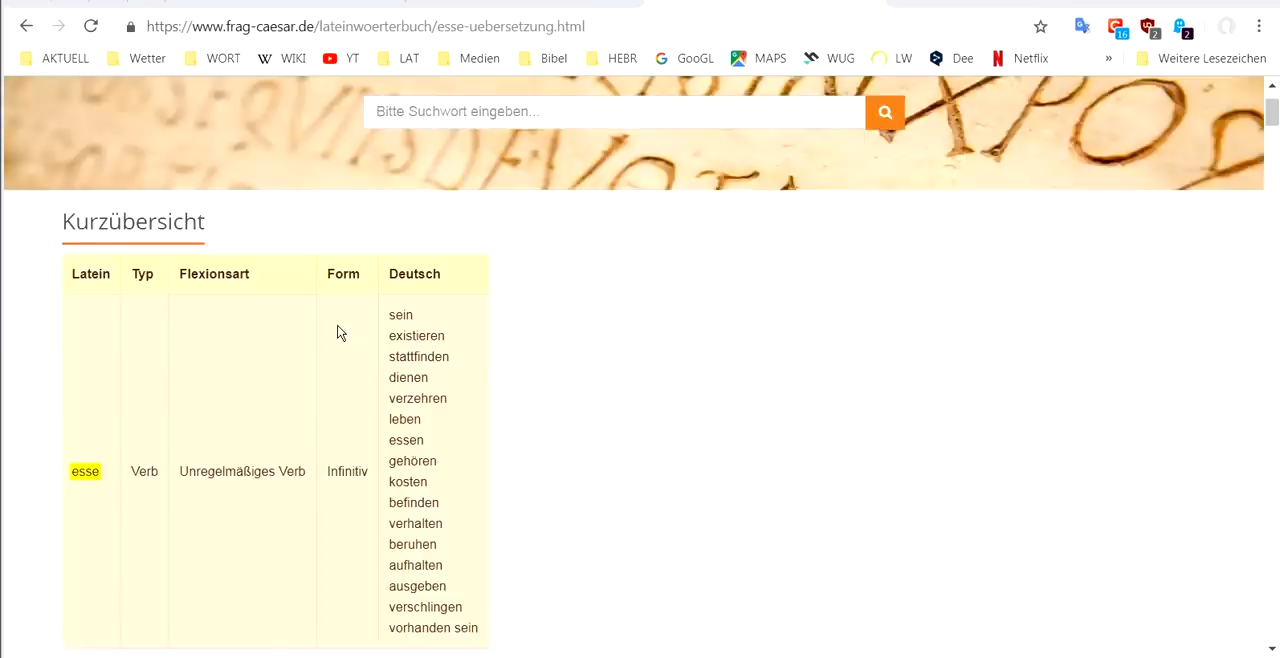 https://www.frag-caesar.de/lateinwoerterbuch/esse-uebersetzung.html
16 2 2
AKTUELL Wetter WORT WIKI YT LAT Medien Bibel HEBR GooGL MAPS WUG LW Dee Netflix » Weitere Lesezeichen
Bitte Suchwort eingeben...
Kurzübersicht
Latein Typ Flexionsart Form Deutsch
sein
existieren
stattfinden
dienen
verzehren
leben
essen
esse Verb Unregelmäßiges Verb Infinitiv
gehören
kosten
befinden
verhalten
beruhen
aufhalten
ausgeben
verschlingen
vorhanden sein